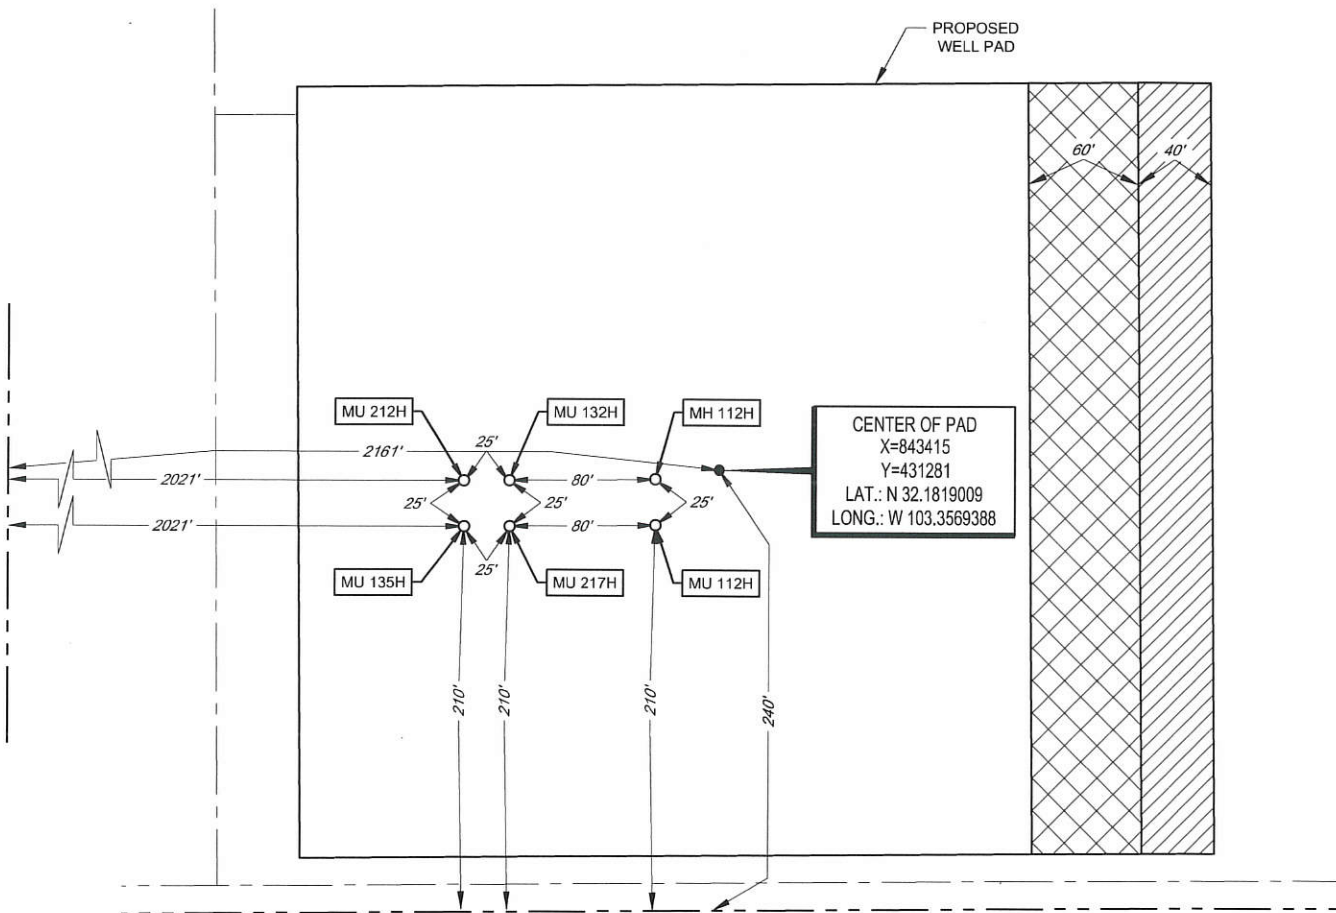 PROPOSED
WELL PAD
60'
40'
MU 212H
MU 132H
MH 112H
CENTER OF PAD
X=843415
Y=431281
LAT.: N 32.1819009
LONG.: W 103.3569388
2161'
25'
2021'
80'
25'
25'
25'
2021'
80'
25'
MU 135H
MU 217H
MU 112H
210'
210'
210'
240'